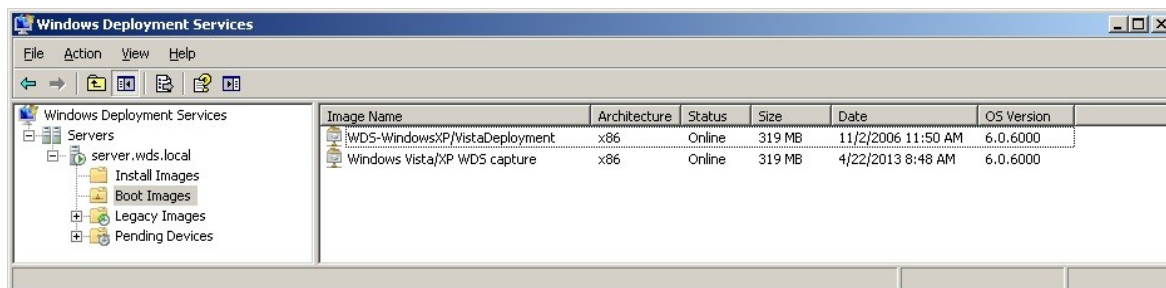 Windows Deployment Services
File Action View Help
Windows Deployment Services
Servers
server.wds.local
Install Images
Boot Images
Legacy Images
Pending Devices
Image Name Architecture Status Size Date OS Version
WDS-WindowsXP/VistaDeployment x86 Online 319 MB 11/2/2006 11:50 AM 6.0.6000
Windows Vista/XP WDS capture x86 Online 319 MB 4/22/2013 8:48 AM 6.0.6000